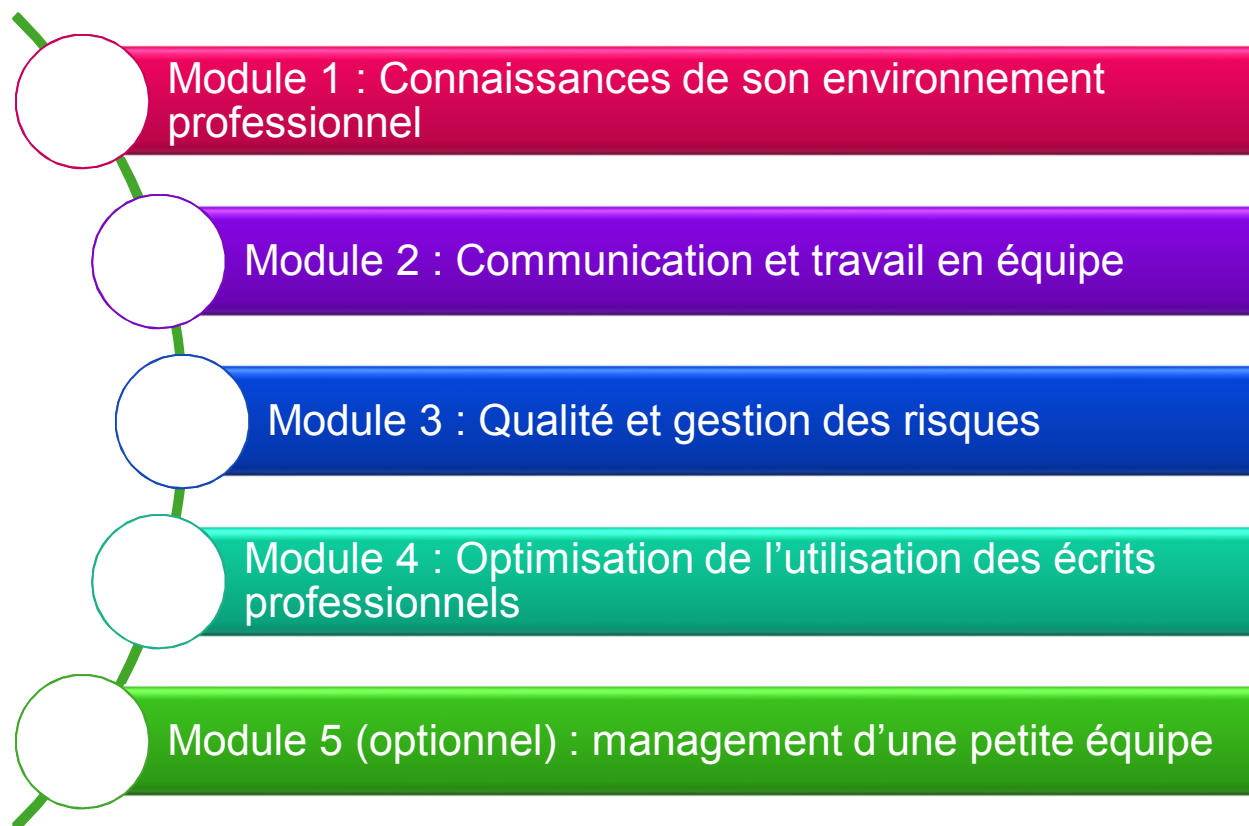 Module 1 : Connaissances de son environnement
professionnel
Module 2 : Communication et travail en équipe
Module 3 : Qualité et gestion des risques
Module 4 : Optimisation de l’utilisation des écrits
professionnels
Module 5 (optionnel) : management d’une petite équipe